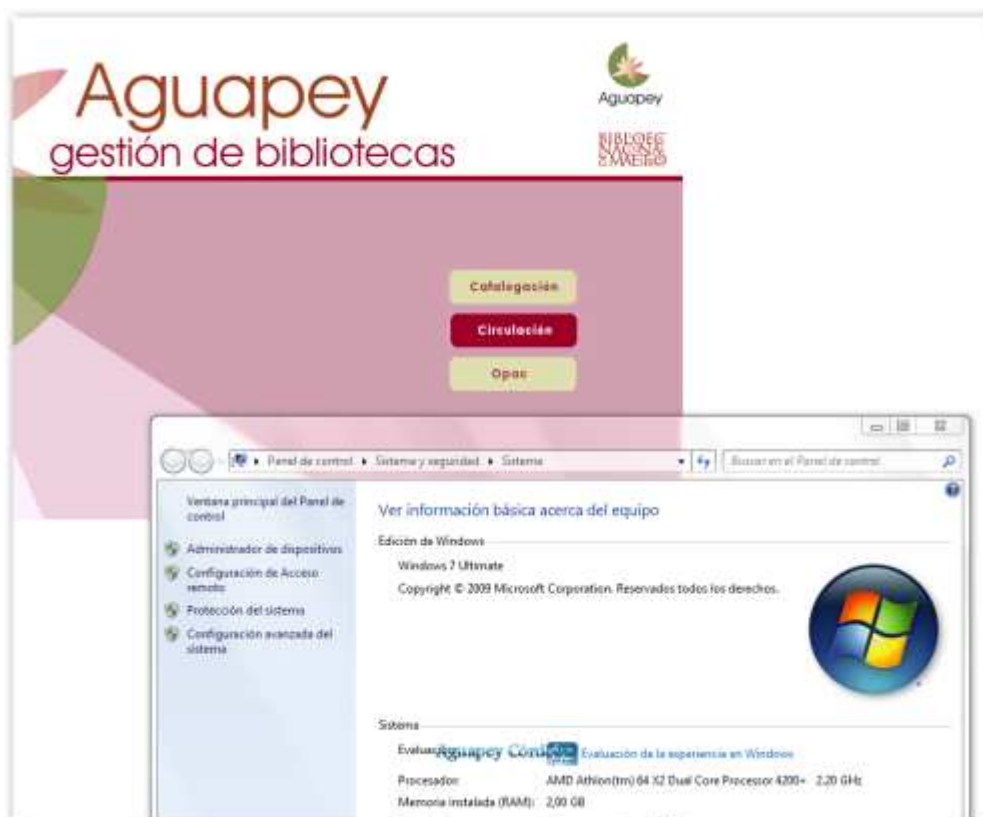 Aguapey
gestión de bibliotecas
Aguapey
Catalogación
Circulación
Opac
Panel de control ▸ Sistema y seguridad ▸ Sistema
Buscar en el Panel de control
Ventana principal del Panel de
control
Administrador de dispositivos
Configuración de Acceso
remoto
Protección del sistema
Configuración avanzada del
sistema
Ver información básica acerca del equipo
Edición de Windows
Windows 7 Ultimate
Copyright © 2009 Microsoft Corporation. Reservados todos los derechos.
Sistema
Aguapey
Evaluación de la experiencia en Windows
Procesador: AMD Athlon(tm) 64 X2 Dual Core Processor 4200+ 2.20 GHz
Memoria instalada (RAM): 2,00 GB